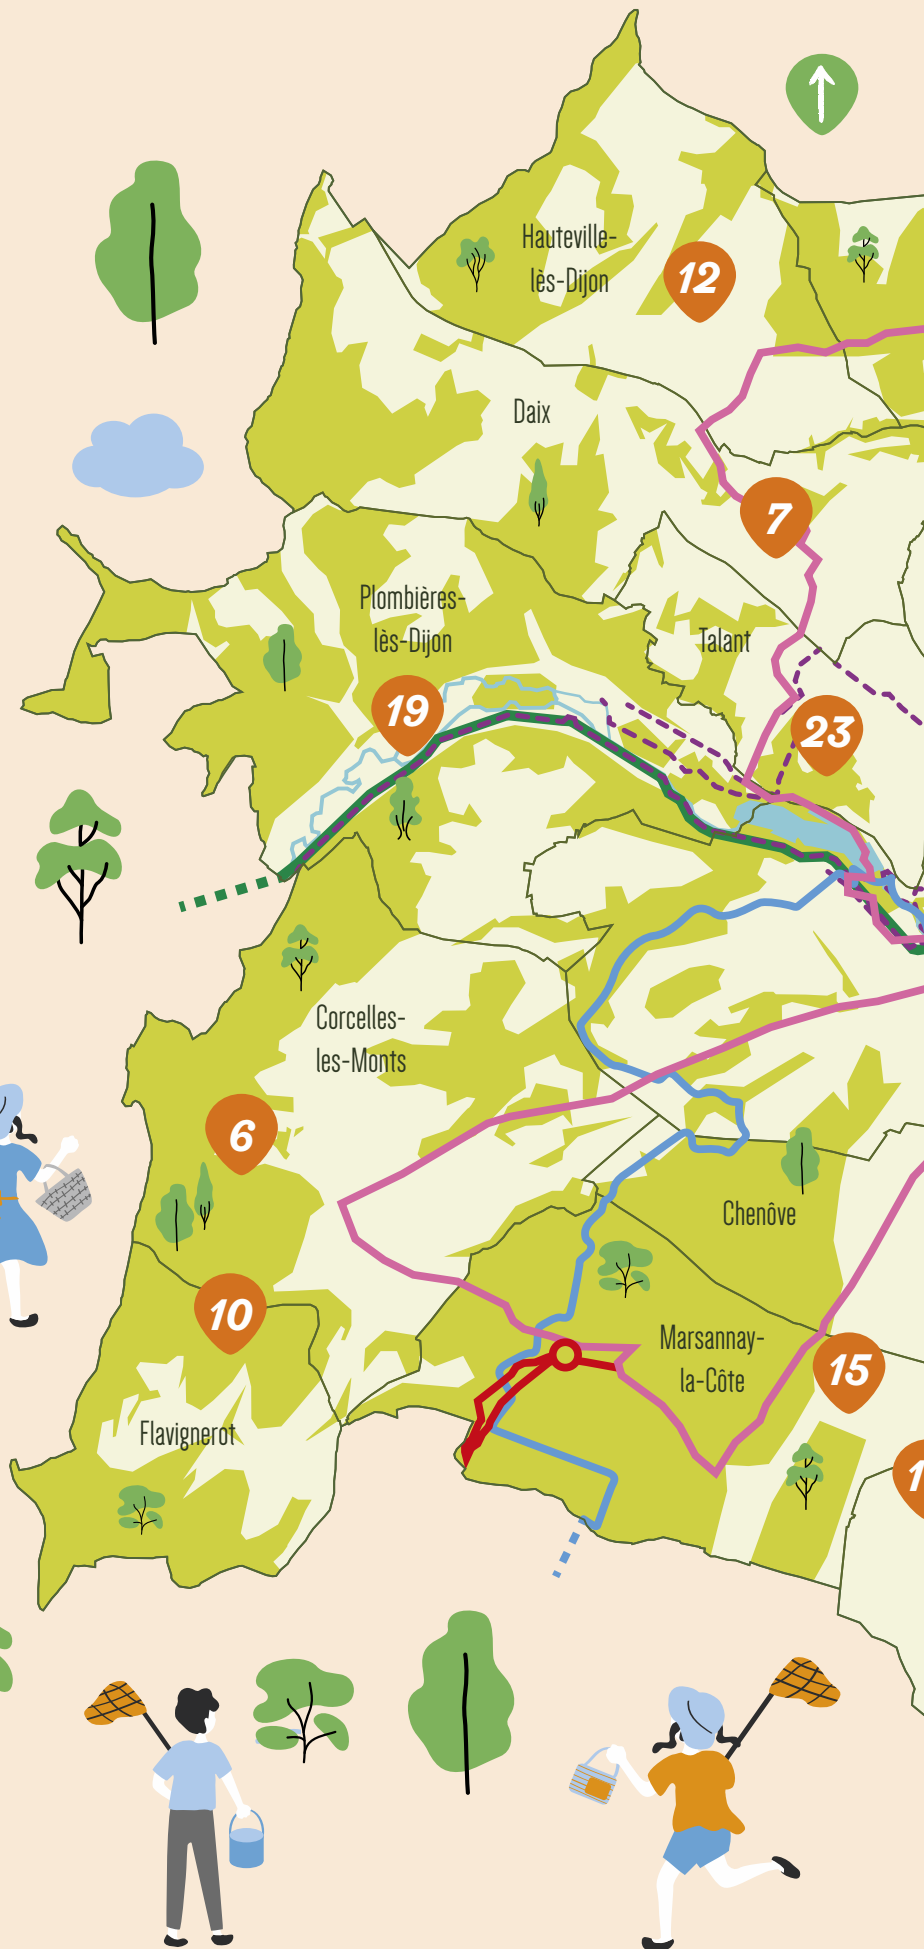 Hauteville-
lès-Dijon
12
Daix
7
Plombières-
lès-Dijon
Talant
19
23
Corcelles-
les-Monts
6
Chenôve
10
Marsannay-
la-Côte
15
Flavignerot
1